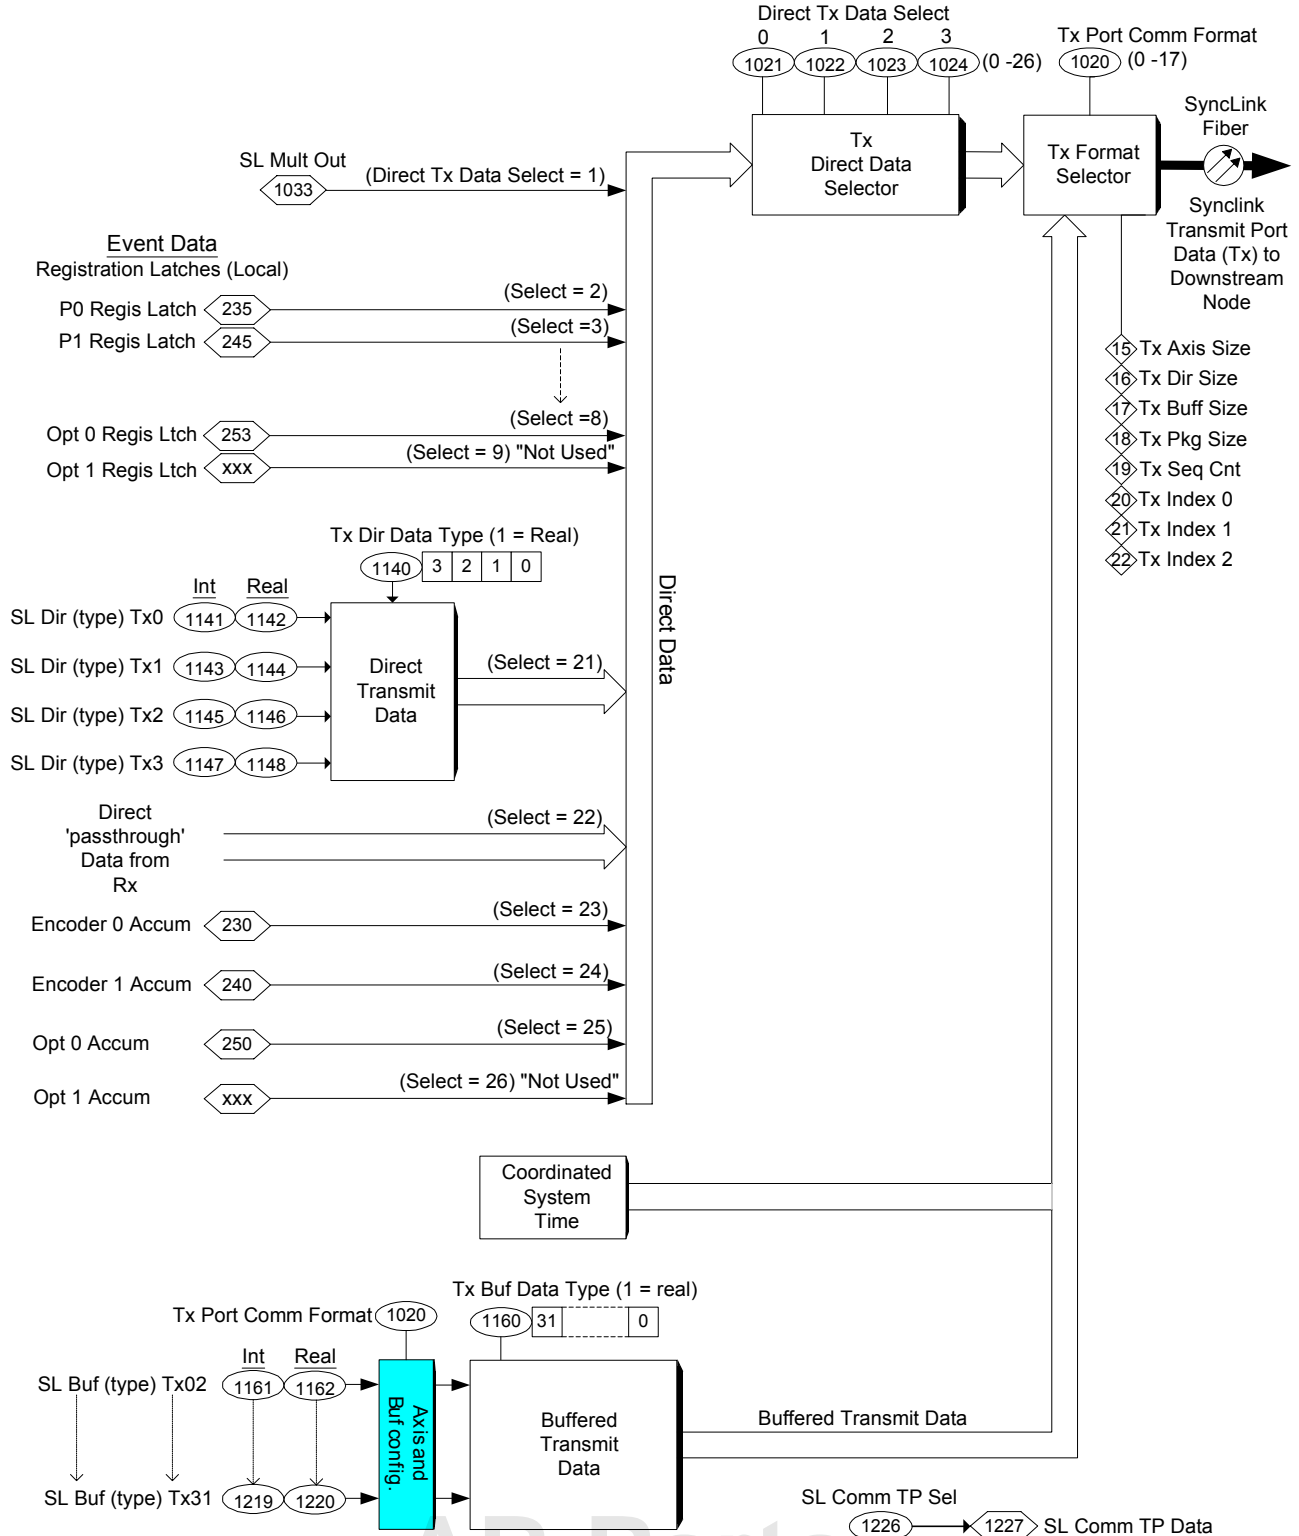 Direct Tx Data Select
0 1 2 3
1021 1022 1023 1024 (0 -26)
Tx Port Comm Format
1020 (0 -17)
SyncLink
Fiber
Tx
Direct Data
Selector
Tx Format
Selector
Synclink
Transmit Port
Data (Tx) to
Downstream
Node
SL Mult Out
1033
(Direct Tx Data Select = 1)
Event Data
Registration Latches (Local)
P0 Regis Latch 235 (Select = 2)
P1 Regis Latch 245 (Select =3)
Opt 0 Regis Ltch 253 (Select =8)
Opt 1 Regis Ltch xxx (Select = 9) "Not Used"
15 Tx Axis Size
16 Tx Dir Size
17 Tx Buff Size
18 Tx Pkg Size
19 Tx Seq Cnt
20 Tx Index 0
21 Tx Index 1
22 Tx Index 2
Tx Dir Data Type (1 = Real)
1140 3 2 1 0
Int Real
SL Dir (type) Tx0 1141 1142
SL Dir (type) Tx1 1143 1144
SL Dir (type) Tx2 1145 1146
SL Dir (type) Tx3 1147 1148
Direct
Transmit
Data
(Select = 21)
Direct Data
Direct
'passthrough'
Data from
Rx
(Select = 22)
Encoder 0 Accum 230 (Select = 23)
Encoder 1 Accum 240 (Select = 24)
Opt 0 Accum 250 (Select = 25)
Opt 1 Accum xxx (Select = 26) "Not Used"
Coordinated
System
Time
Tx Buf Data Type (1 = real)
Tx Port Comm Format 1020
1160 31 0
Int Real
SL Buf (type) Tx02 1161 1162
SL Buf (type) Tx31 1219 1220
Axis and
Buf config.
Buffered
Transmit
Data
Buffered Transmit Data
SL Comm TP Sel
1226 1227 SL Comm TP Data